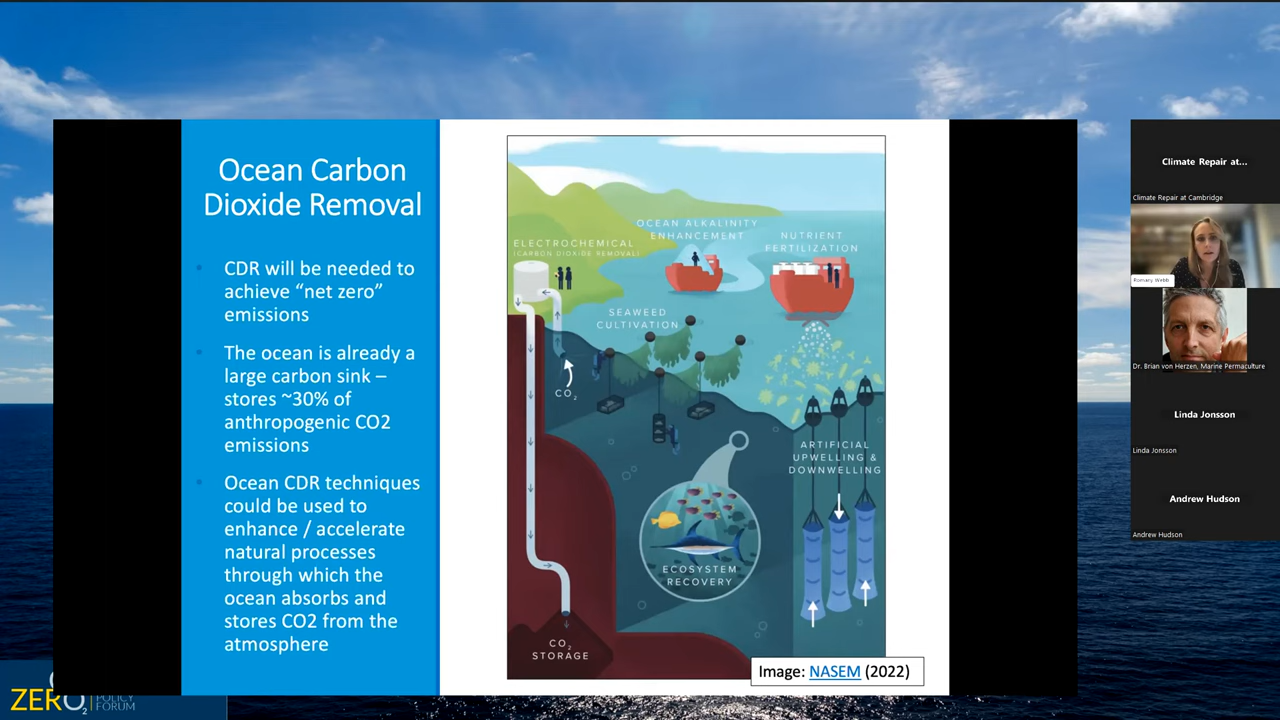 Ocean Carbon
Dioxide Removal
CDR will be needed to
achieve “net zero”
emissions
The ocean is already a
large carbon sink –
stores ~30% of
anthropogenic CO2
emissions
Ocean CDR techniques
could be used to
enhance / accelerate
natural processes
through which the
ocean absorbs and
stores CO2 from the
atmosphere
ELECTROCHEMICAL
(CARBON DIOXIDE REMOVAL)
OCEAN ALKALINITY
ENHANCEMENT
NUTRIENT
FERTILIZATION
SEAWEED
CULTIVATION
CO2
ARTIFICIAL
UPWELLING &
DOWNWELLING
ECOSYSTEM
RECOVERY
CO2
STORAGE
Image: NASEM (2022)
Climate Repair at...
Climate Repair at Cambridge
Romany Webb
Dr. Brian von Herzen, Marine Permaculture
Linda Jonsson
Linda Jonsson
Andrew Hudson
Andrew Hudson
ZERO2
POLICY
FORUM